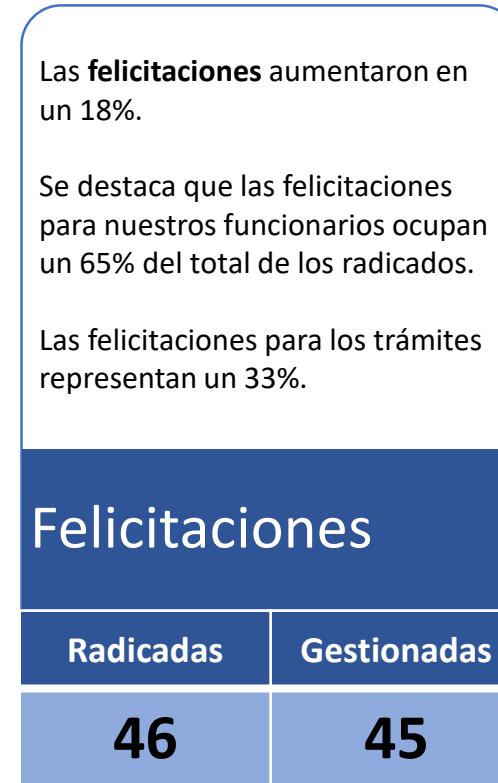 Las felicitaciones aumentaron en
un 18%.
Se destaca que las felicitaciones
para nuestros funcionarios ocupan
un 65% del total de los radicados.
Las felicitaciones para los trámites
representan un 33%.
Felicitaciones
Radicadas Gestionadas
46 45